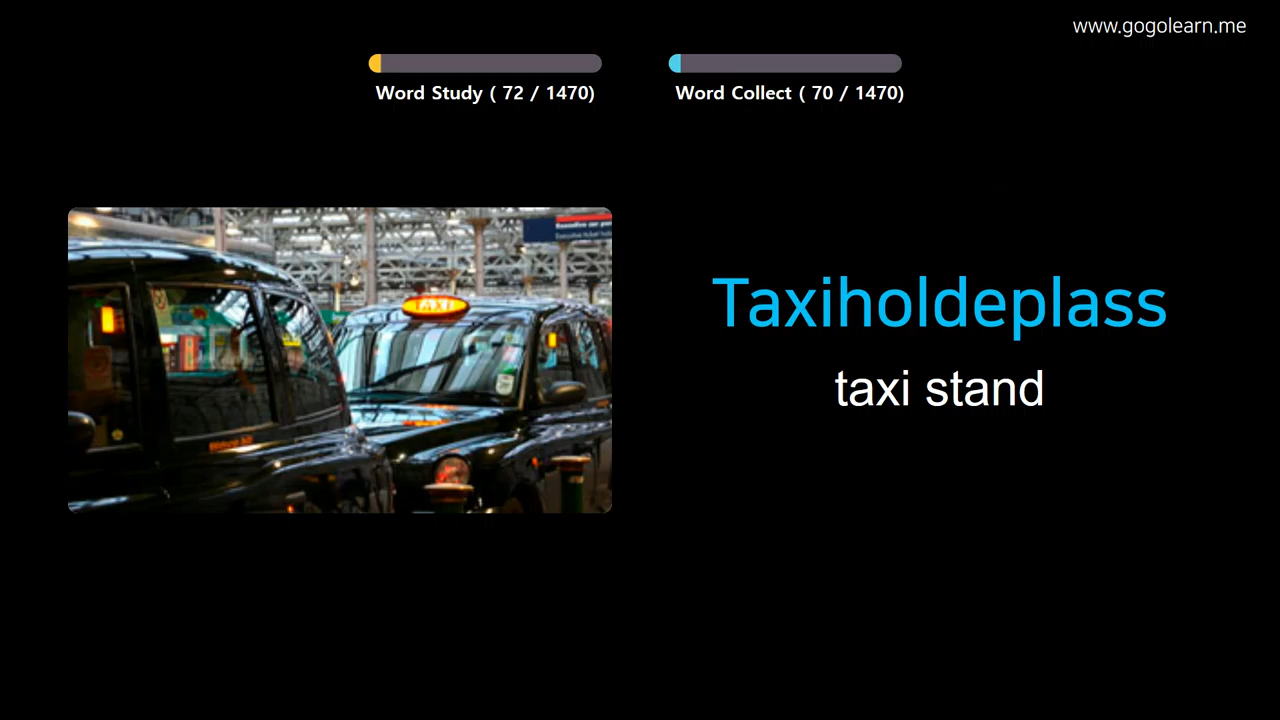 www.gogolearn.me
Word Study ( 72 / 1470)
Word Collect ( 70 / 1470)
TAXI
Taxiholdeplass
taxi stand